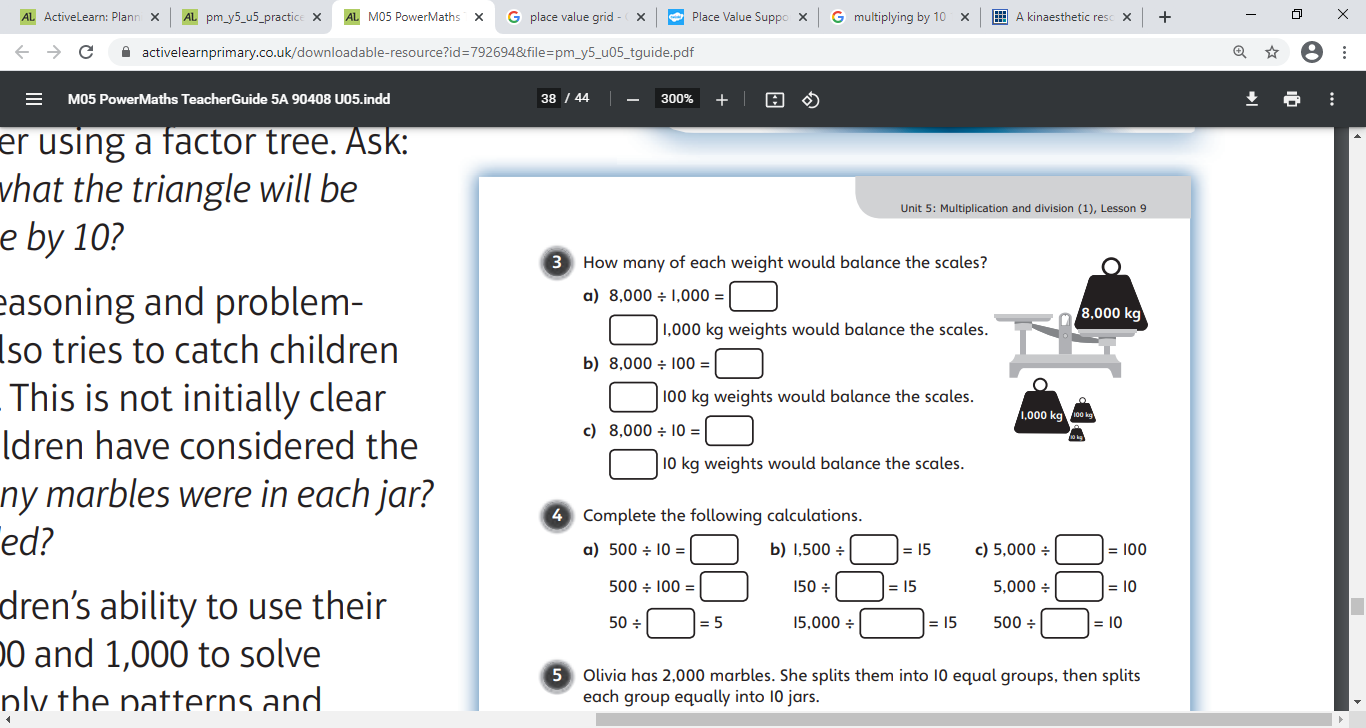 ActiveLearn: Plann
pm_y5_u5_practice
M05 PowerMaths
place value grid -
Place Value Suppo
multiplying by 10
A kinaesthetic reso
activelearnprimary.co.uk/downloadable-resource?id=792694&file=pm_y5_u05_tguide.pdf
M05 PowerMaths TeacherGuide 5A 90408 U05.indd
38 / 44
300%
er using a factor tree. Ask:
what the triangle will be
e by 10?
easoning and problem-
lso tries to catch children
. This is not initially clear
ildren have considered the
ny marbles were in each jar?
led?
dren's ability to use their
00 and 1,000 to solve
ply the patterns and
Unit 5: Multiplication and division (1), Lesson 9
3 How many of each weight would balance the scales?
a) 8,000 ÷ 1,000 =
1,000 kg weights would balance the scales.
b) 8,000 ÷ 100 =
100 kg weights would balance the scales.
c) 8,000 ÷ 10 =
10 kg weights would balance the scales.
8,000 kg
1,000 kg
100 kg
10 kg
4 Complete the following calculations.
a) 500 ÷ 10 =
b) 1,500 ÷ = 15
c) 5,000 ÷ = 100
500 ÷ 100 =
150 ÷ = 15
5,000 ÷ = 10
50 ÷ = 5
15,000 ÷ = 15
500 ÷ = 10
5 Olivia has 2,000 marbles. She splits them into 10 equal groups, then splits
each group equally into 10 jars.